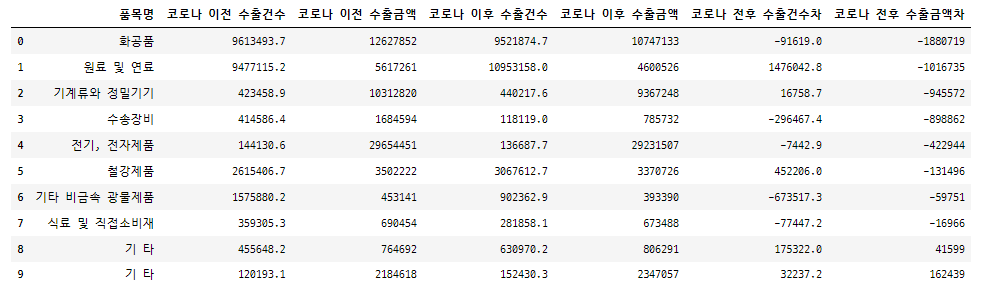 품목명 코로나 이전 수출건수 코로나 이전 수출금액 코로나 이후 수출건수 코로나 이후 수출금액 코로나 전후 수출건수차 코로나 전후 수출금액차
0 화공품 9613493.7 12627852 9521874.7 10747133 -91619.0 -1880719
1 원료 및 연료 9477115.2 5617261 10953158.0 4600526 1476042.8 -1016735
2 기계류와 정밀기기 423458.9 10312820 440217.6 9367248 16758.7 -945572
3 수송장비 414586.4 1684594 118119.0 785732 -296467.4 -898862
4 전기, 전자제품 144130.6 29654451 136687.7 29231507 -7442.9 -422944
5 철강제품 2615406.7 3502222 3067612.7 3370726 452206.0 -131496
6 기타 비금속 광물제품 1575880.2 453141 902362.9 393390 -673517.3 -59751
7 식료 및 직접소비재 359305.3 690454 281858.1 673488 -77447.2 -16966
8 기 타 455648.2 764692 630970.2 806291 175322.0 41599
9 기 타 120193.1 2184618 152430.3 2347057 32237.2 162439